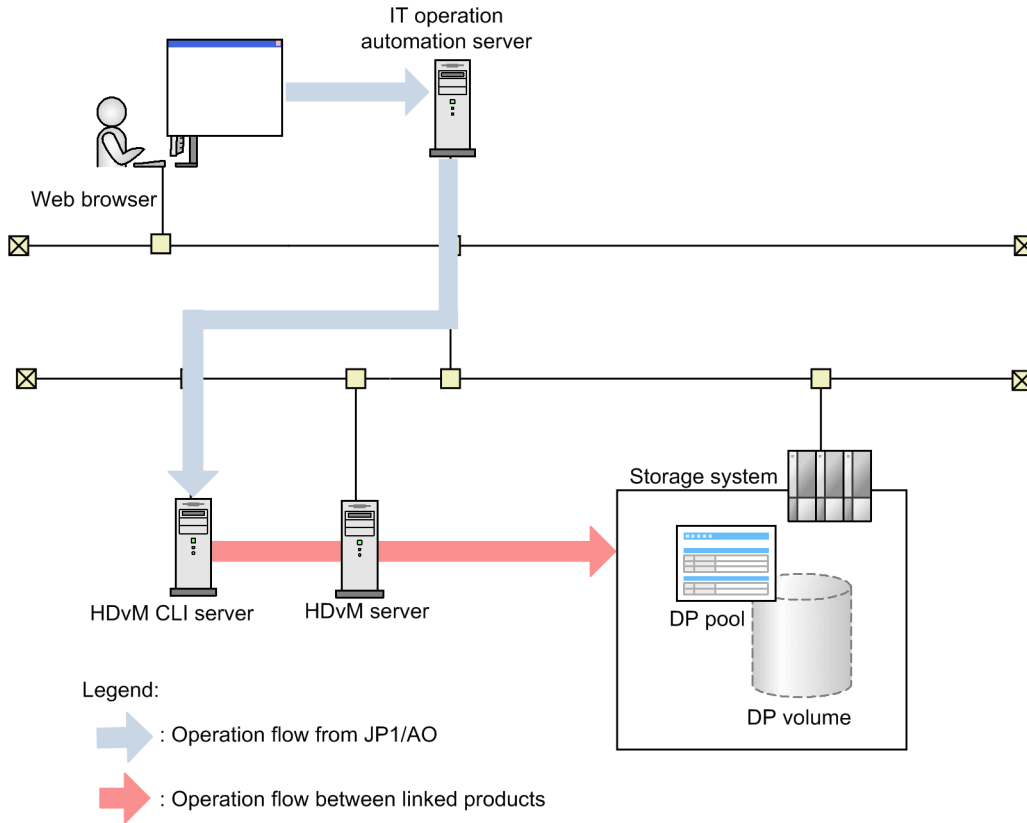 IT operation
automation server
Web browser
Storage system
HDvM CLI server
HDvM server
DP pool
DP volume
Legend:
: Operation flow from JP1/AO
: Operation flow between linked products